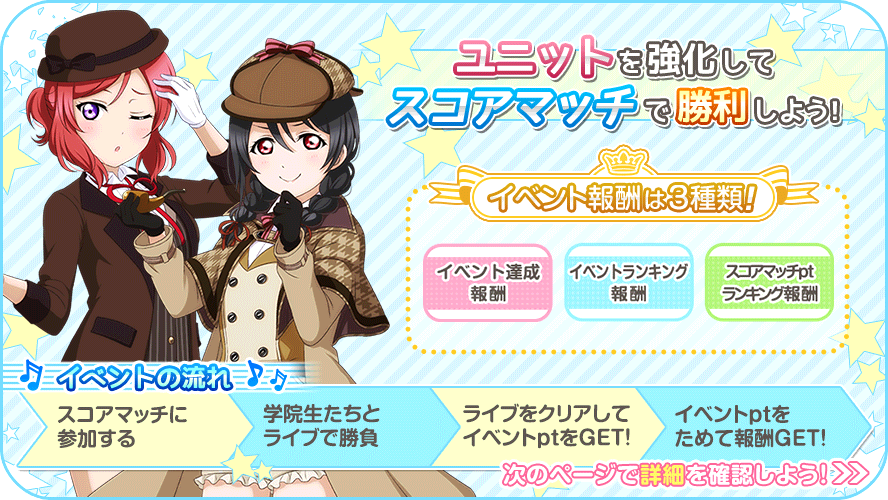 ユニットを強化して
スコアマッチで勝利しよう!
イベント報酬は3種類!
イベント達成
報酬
イベントランキング
報酬
スコアマッチpt
ランキング報酬
イベントの流れ
スコアマッチに
参加する
学院生たちと
ライブで勝負
ライブをクリアして
イベントptをGET!
イベントptを
ためて報酬GET!
次のページで詳細を確認しよう!